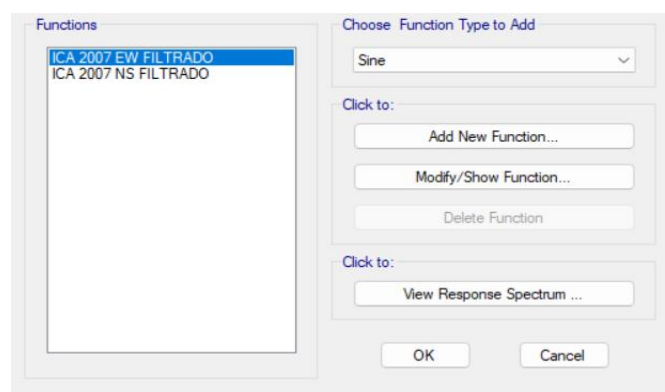 Functions
ICA 2007 EW FILTRADO
ICA 2007 NS FILTRADO
Choose Function Type to Add
Sine
Click to:
Add New Function...
Modify/Show Function...
Delete Function
Click to:
View Response Spectrum ...
OK
Cancel